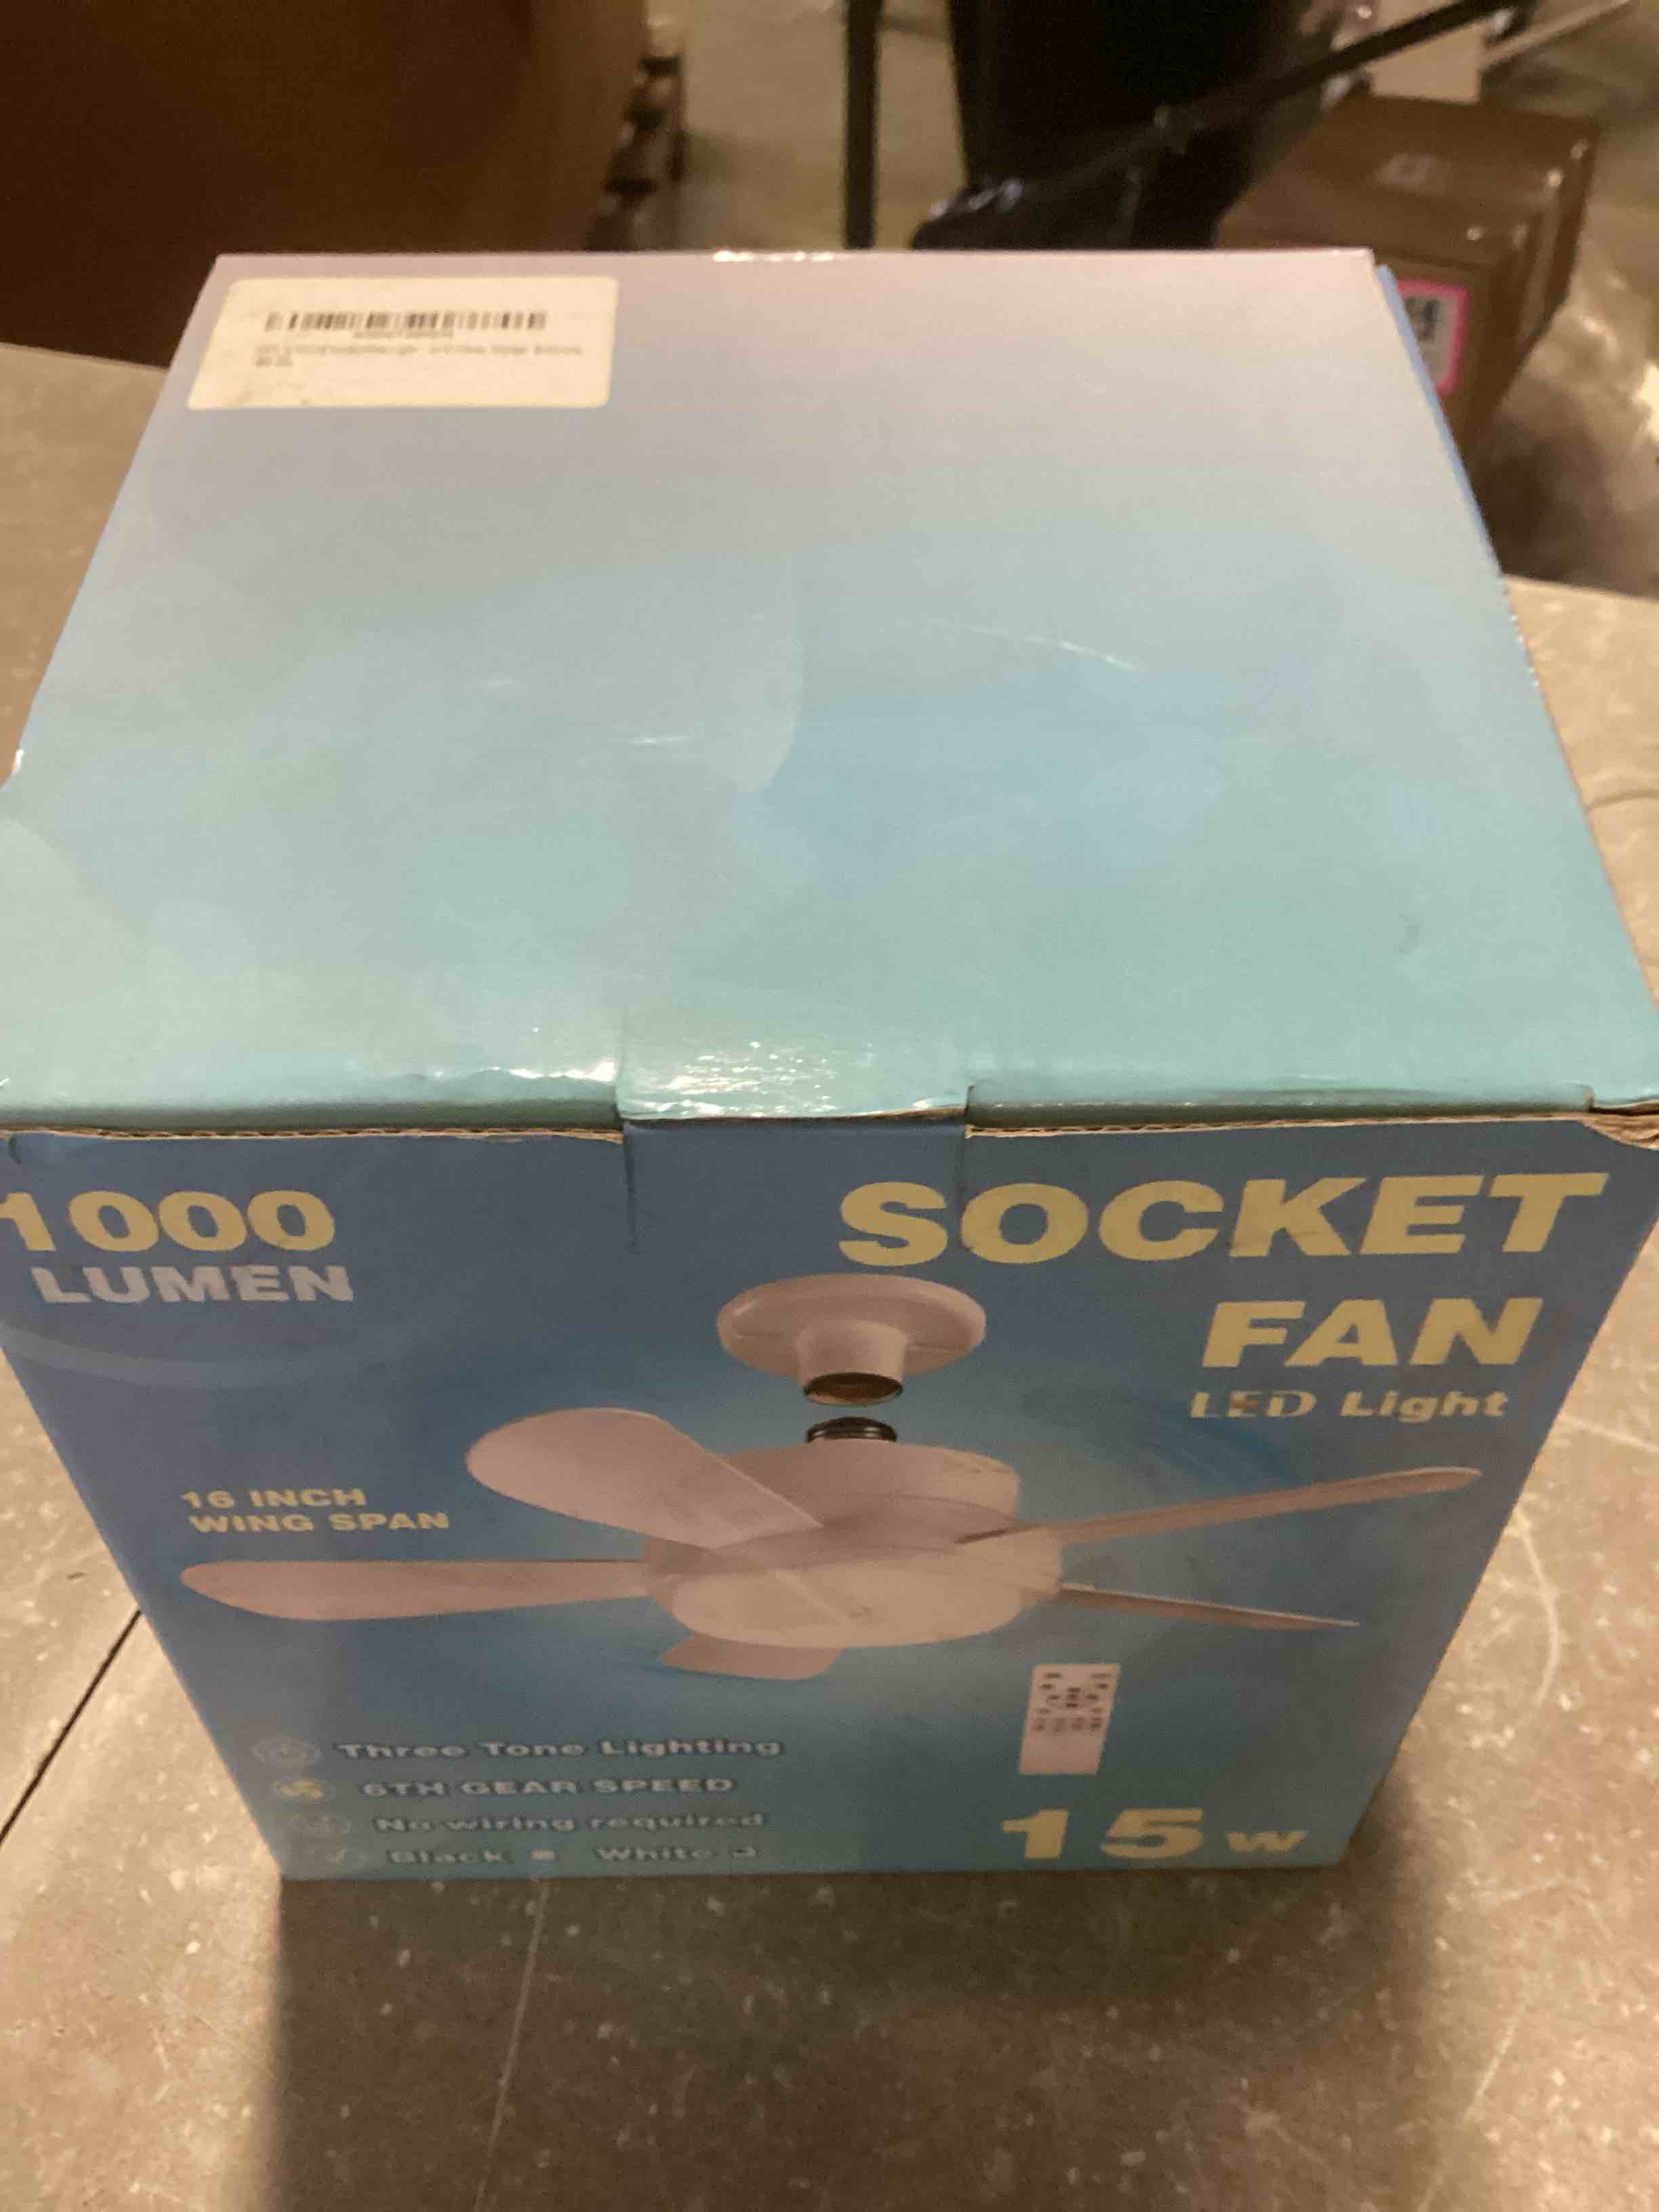 1000
LUMEN
SOCKET
FAN
LED Light
16 INCH
WING SPAN
Three Tone Lighting
6TH GEAR SPEED
No wiring required
Black White
15 W